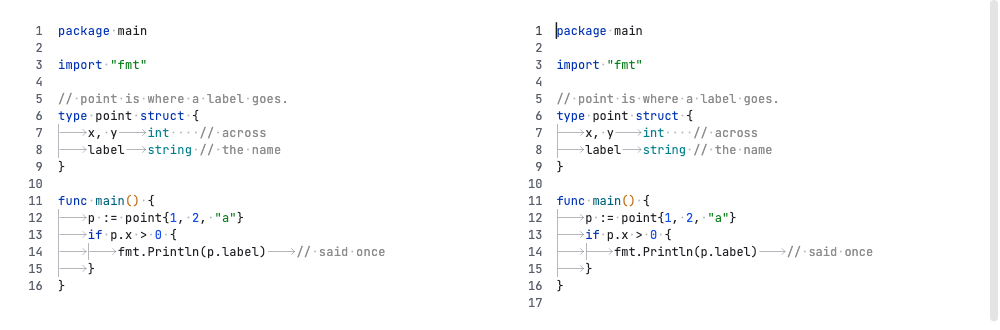 1 package main
2
3 import "fmt"
4
5 // point is where a label goes.
6 type point struct {
7 	x, y	int    // across
8 	label	string // the name
9 }
10
11 func main() {
12 	p := point{1, 2, "a"}
13 	if p.x > 0 {
14 		fmt.Println(p.label)	// said once
15 	}
16 }
1 package main
2
3 import "fmt"
4
5 // point is where a label goes.
6 type point struct {
7 	x, y	int    // across
8 	label	string // the name
9 }
10
11 func main() {
12 	p := point{1, 2, "a"}
13 	if p.x > 0 {
14 		fmt.Println(p.label)	// said once
15 	}
16 }
17